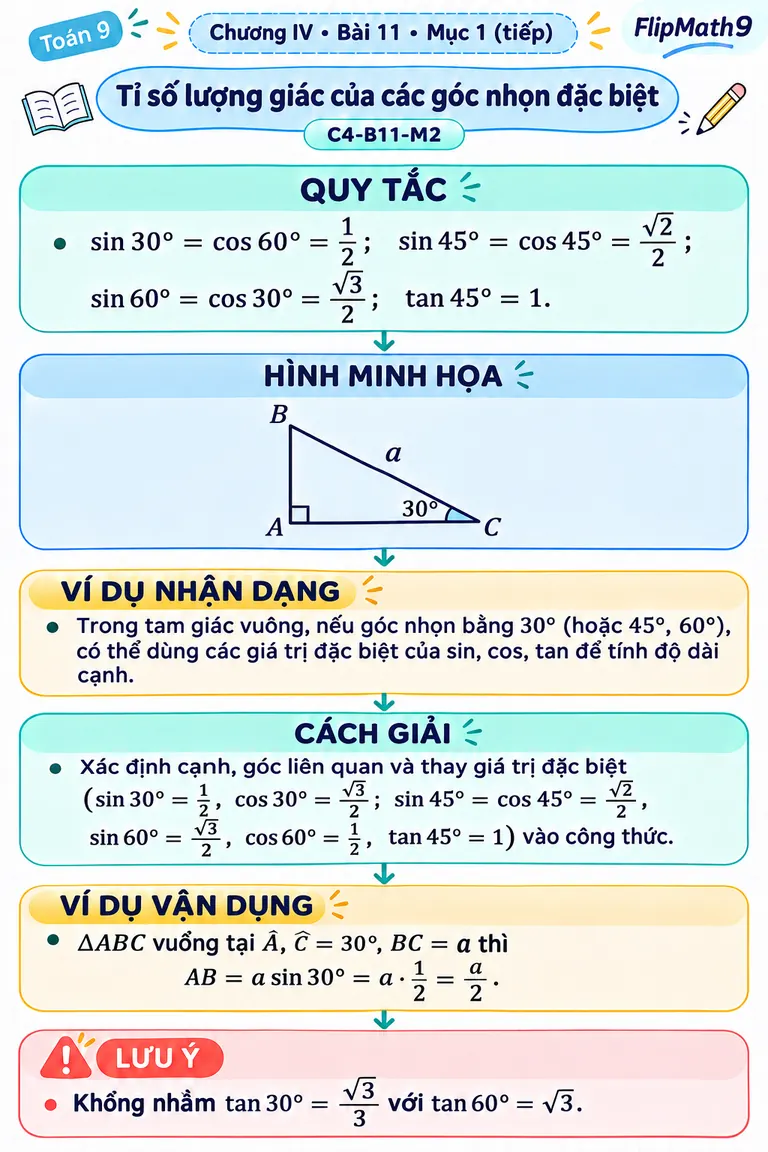 Toán 9
Chương IV • Bài 11 • Mục 1 (tiếp)
FlipMath9
Tỉ số lượng giác của các góc nhọn đặc biệt
C4-B11-M2
QUY TẮC
• sin 30° = cos 60° = 1/2 ; sin 45° = cos 45° = √2/2 ;
sin 60° = cos 30° = √3/2 ; tan 45° = 1.
HÌNH MINH HỌA
B
a
30°
A
C
VÍ DỤ NHẬN DẠNG
• Trong tam giác vuông, nếu góc nhọn bằng 30° (hoặc 45°, 60°),
có thể dùng các giá trị đặc biệt của sin, cos, tan để tính độ dài
cạnh.
CÁCH GIẢI
• Xác định cạnh, góc liên quan và thay giá trị đặc biệt
(sin 30° = 1/2, cos 30° = √3/2; sin 45° = cos 45° = √2/2,
sin 60° = √3/2, cos 60° = 1/2, tan 45° = 1) vào công thức.
VÍ DỤ VẬN DỤNG
• ΔABC vuổng tại Â, Ĉ = 30°, BC = a thì
AB = a sin 30° = a · 1/2 = a/2 .
! LƯU Ý
• Khổng nhầm tan 30° = √3/3 với tan 60° = √3.